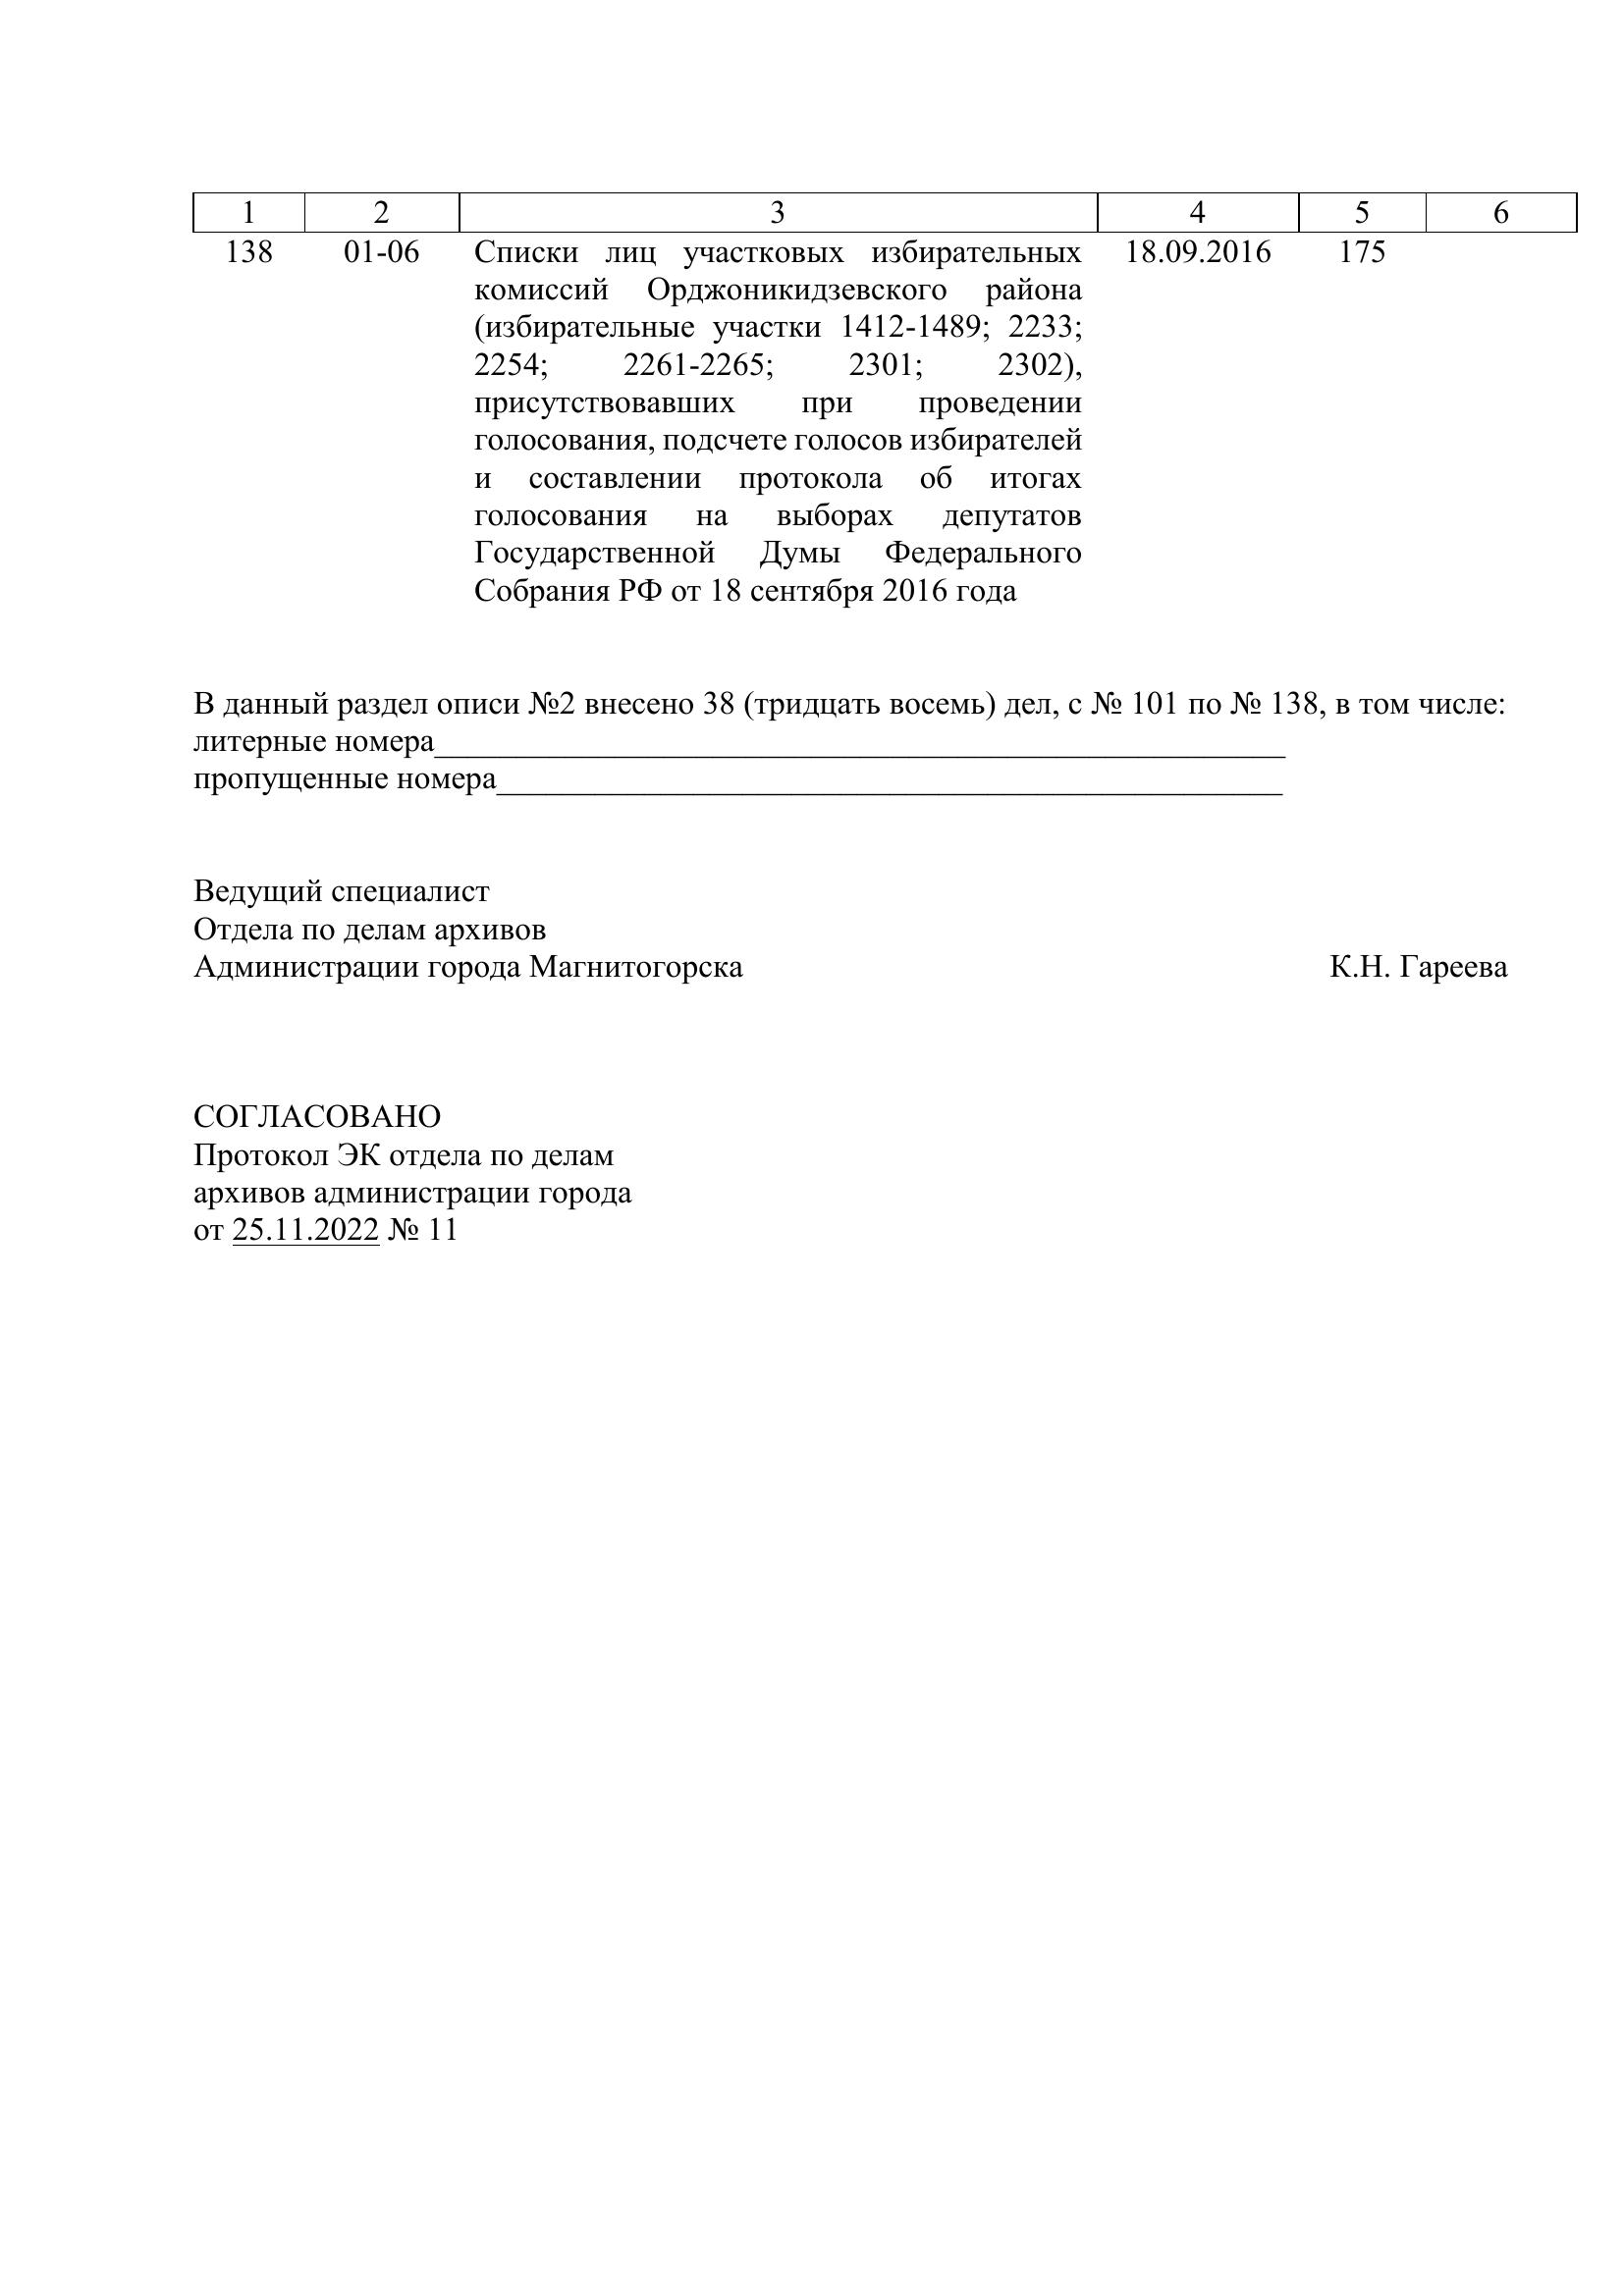 1 2 3 4 5 6
138 01-06 Списки лиц участковых избирательных 18.09.2016 175
комиссий Орджоникидзевского района
(избирательные участки 1412-1489; 2233;
2254; 2261-2265; 2301; 2302),
присутствовавших при проведении
голосования, подсчете голосов избирателей
и составлении протокола об итогах
голосования на выборах депутатов
Государственной Думы Федерального
Собрания РФ от 18 сентября 2016 года
В данный раздел описи №2 внесено 38 (тридцать восемь) дел, с № 101 по № 138, в том числе:
литерные номера
пропущенные номера
Ведущий специалист
Отдела по делам архивов
Администрации города Магнитогорска К.Н. Гареева
СОГЛАСОВАНО
Протокол ЭК отдела по делам
архивов администрации города
от 25.11.2022 № 11